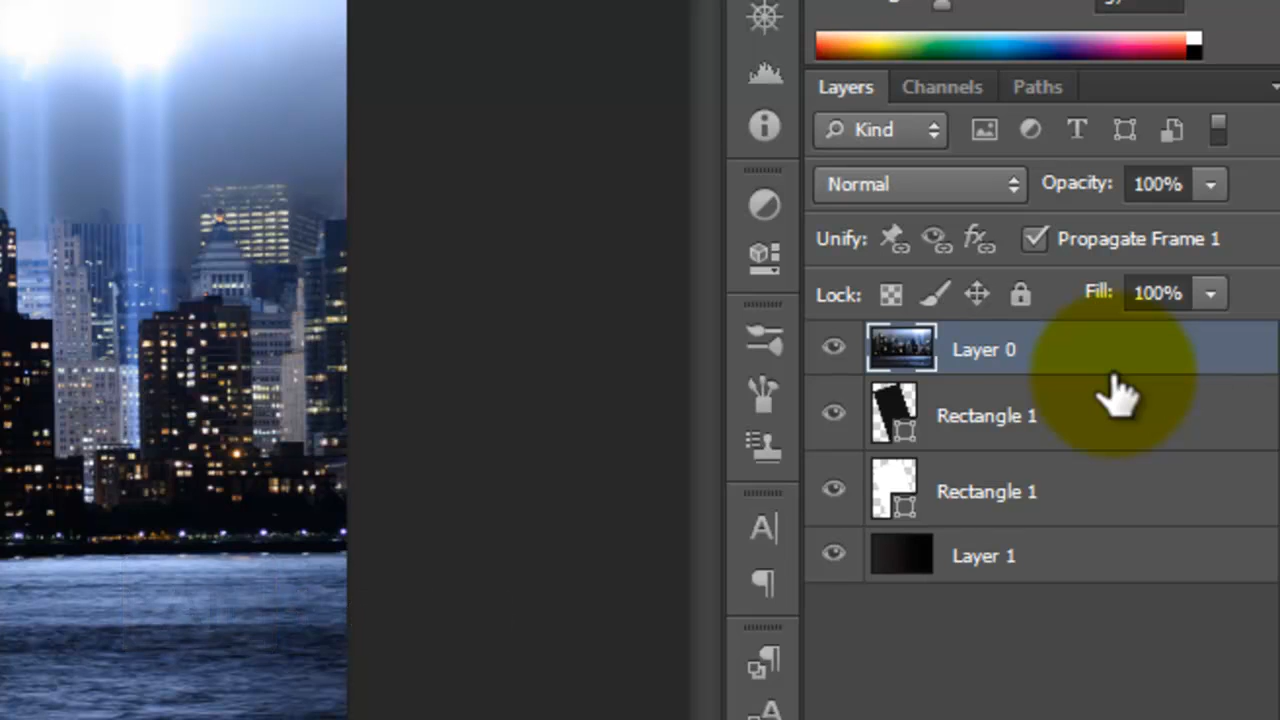 Layers Channels Paths
Kind
Normal Opacity: 100%
Unify: Propagate Frame 1
Lock: Fill: 100%
Layer 0
Rectangle 1
Rectangle 1
Layer 1